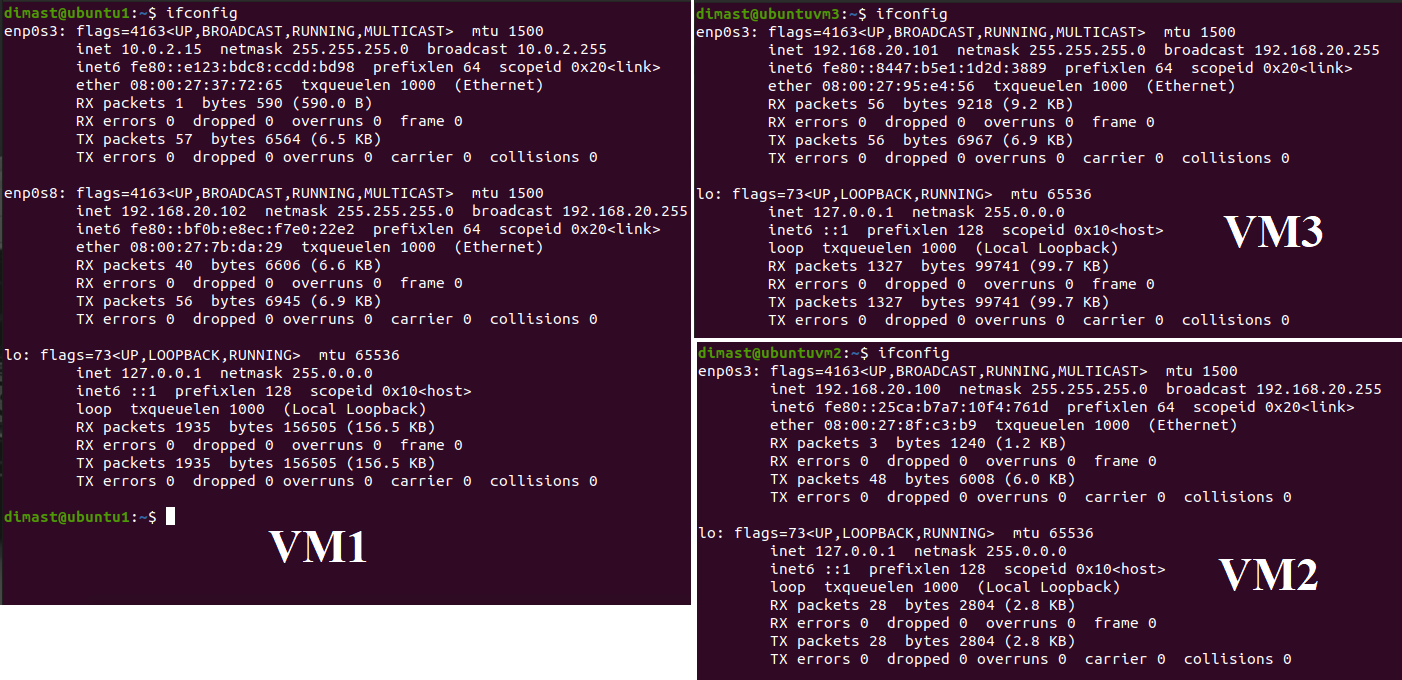 dimast@ubuntu1:~$ ifconfig
enp0s3: flags=4163<UP,BROADCAST,RUNNING,MULTICAST>  mtu 1500
        inet 10.0.2.15  netmask 255.255.255.0  broadcast 10.0.2.255
        inet6 fe80::e123:bdc8:ccdd:bd98  prefixlen 64  scopeid 0x20<link>
        ether 08:00:27:37:72:65  txqueuelen 1000  (Ethernet)
        RX packets 1  bytes 590 (590.0 B)
        RX errors 0  dropped 0  overruns 0  frame 0
        TX packets 57  bytes 6564 (6.5 KB)
        TX errors 0  dropped 0 overruns 0  carrier 0  collisions 0

enp0s8: flags=4163<UP,BROADCAST,RUNNING,MULTICAST>  mtu 1500
        inet 192.168.20.102  netmask 255.255.255.0  broadcast 192.168.20.255
        inet6 fe80::bf0b:e8ec:f7e0:22e2  prefixlen 64  scopeid 0x20<link>
        ether 08:00:27:7b:da:29  txqueuelen 1000  (Ethernet)
        RX packets 40  bytes 6606 (6.6 KB)
        RX errors 0  dropped 0  overruns 0  frame 0
        TX packets 56  bytes 6945 (6.9 KB)
        TX errors 0  dropped 0 overruns 0  carrier 0  collisions 0

lo: flags=73<UP,LOOPBACK,RUNNING>  mtu 65536
        inet 127.0.0.1  netmask 255.0.0.0
        inet6 ::1  prefixlen 128  scopeid 0x10<host>
        loop  txqueuelen 1000  (Local Loopback)
        RX packets 1935  bytes 156505 (156.5 KB)
        RX errors 0  dropped 0  overruns 0  frame 0
        TX packets 1935  bytes 156505 (156.5 KB)
        TX errors 0  dropped 0 overruns 0  carrier 0  collisions 0

dimast@ubuntu1:~$
VM1
dimast@ubuntuvm3:~$ ifconfig
enp0s3: flags=4163<UP,BROADCAST,RUNNING,MULTICAST>  mtu 1500
        inet 192.168.20.101  netmask 255.255.255.0  broadcast 192.168.20.255
        inet6 fe80::8447:b5e1:1d2d:3889  prefixlen 64  scopeid 0x20<link>
        ether 08:00:27:95:e4:56  txqueuelen 1000  (Ethernet)
        RX packets 56  bytes 9218 (9.2 KB)
        RX errors 0  dropped 0  overruns 0  frame 0
        TX packets 56  bytes 6967 (6.9 KB)
        TX errors 0  dropped 0 overruns 0  carrier 0  collisions 0

lo: flags=73<UP,LOOPBACK,RUNNING>  mtu 65536
        inet 127.0.0.1  netmask 255.0.0.0
        inet6 ::1  prefixlen 128  scopeid 0x10<host>
        loop  txqueuelen 1000  (Local Loopback)
        RX packets 1327  bytes 99741 (99.7 KB)
        RX errors 0  dropped 0  overruns 0  frame 0
        TX packets 1327  bytes 99741 (99.7 KB)
        TX errors 0  dropped 0 overruns 0  carrier 0  collisions 0
VM3
dimast@ubuntuvm2:~$ ifconfig
enp0s3: flags=4163<UP,BROADCAST,RUNNING,MULTICAST>  mtu 1500
        inet 192.168.20.100  netmask 255.255.255.0  broadcast 192.168.20.255
        inet6 fe80::25ca:b7a7:10f4:761d  prefixlen 64  scopeid 0x20<link>
        ether 08:00:27:8f:c3:b9  txqueuelen 1000  (Ethernet)
        RX packets 3  bytes 1240 (1.2 KB)
        RX errors 0  dropped 0  overruns 0  frame 0
        TX packets 48  bytes 6008 (6.0 KB)
        TX errors 0  dropped 0 overruns 0  carrier 0  collisions 0

lo: flags=73<UP,LOOPBACK,RUNNING>  mtu 65536
        inet 127.0.0.1  netmask 255.0.0.0
        inet6 ::1  prefixlen 128  scopeid 0x10<host>
        loop  txqueuelen 1000  (Local Loopback)
        RX packets 28  bytes 2804 (2.8 KB)
        RX errors 0  dropped 0  overruns 0  frame 0
        TX packets 28  bytes 2804 (2.8 KB)
        TX errors 0  dropped 0 overruns 0  carrier 0  collisions 0
VM2